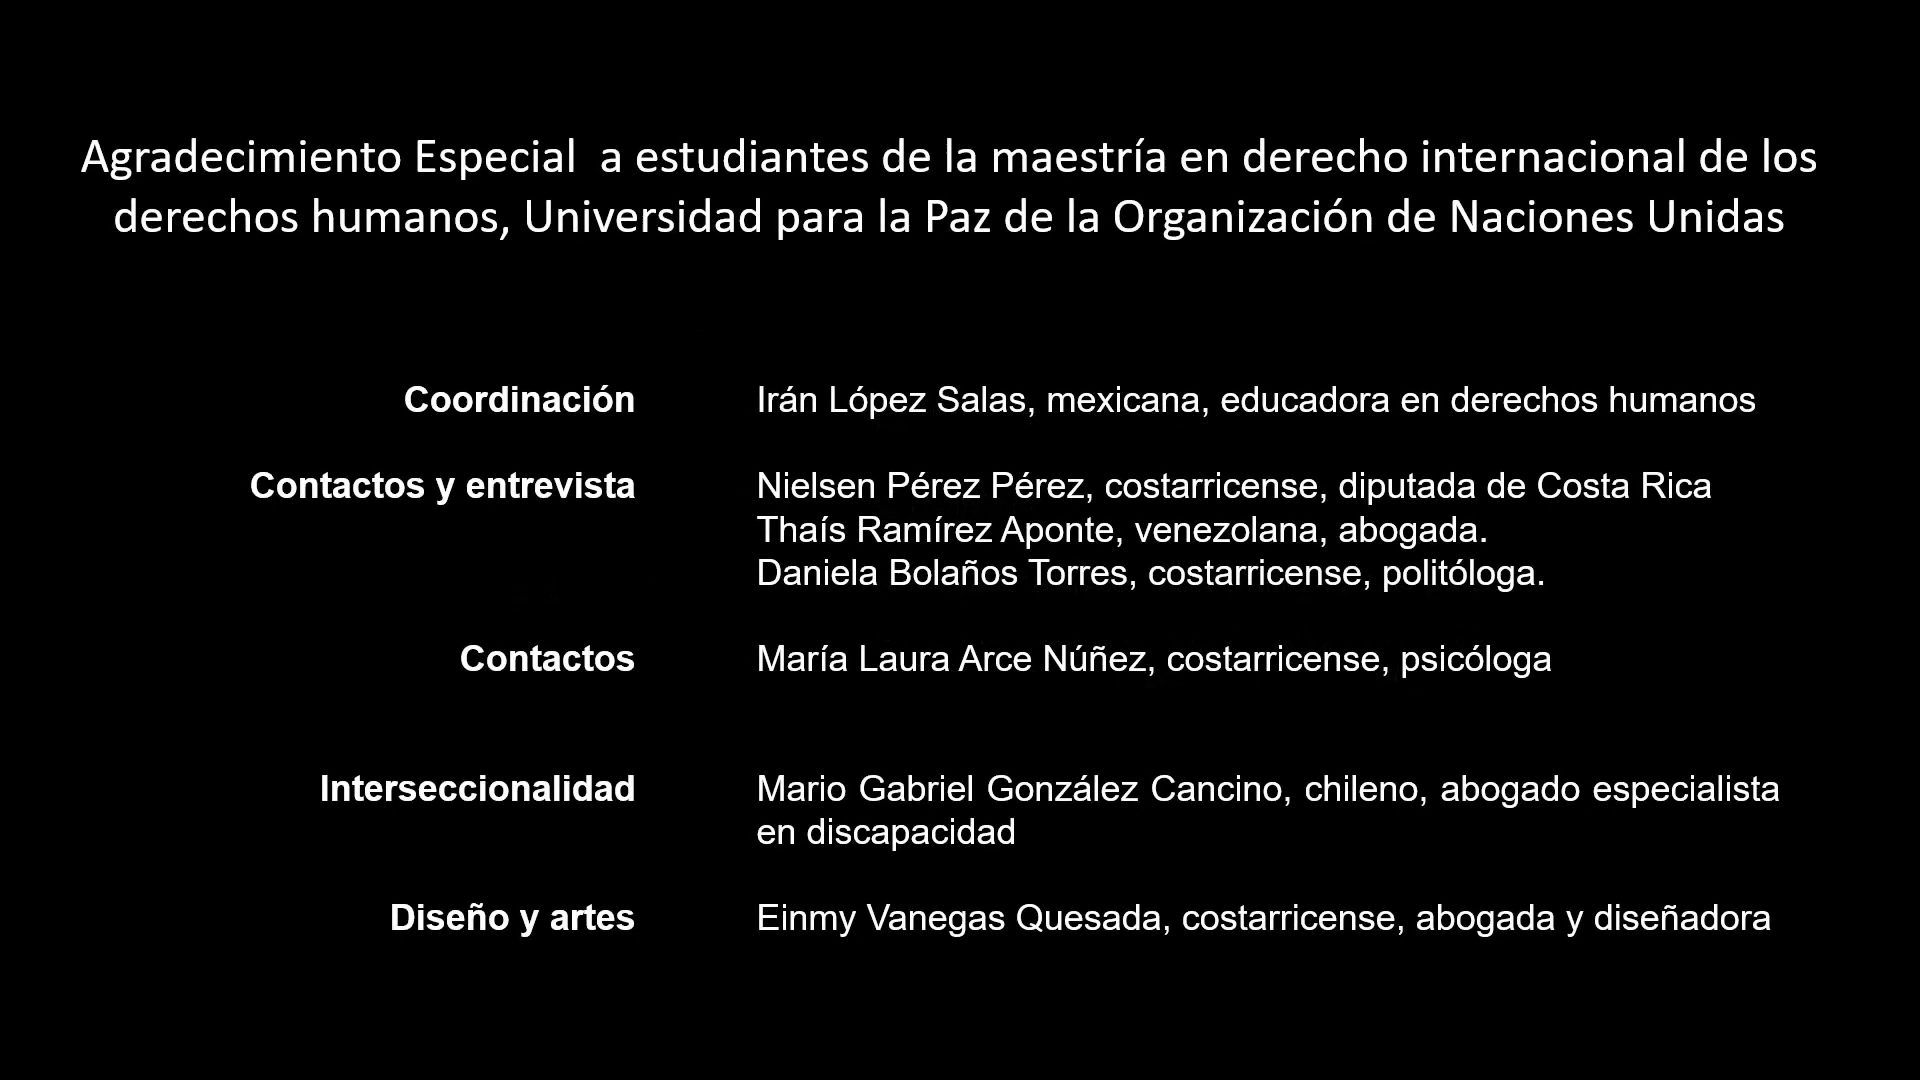 Agradecimiento Especial  a estudiantes de la maestría en derecho internacional de los
derechos humanos, Universidad para la Paz de la Organización de Naciones Unidas
Coordinación Irán López Salas, mexicana, educadora en derechos humanos
Contactos y entrevista Nielsen Pérez Pérez, costarricense, diputada de Costa Rica
Thaís Ramírez Aponte, venezolana, abogada.
Daniela Bolaños Torres, costarricense, politóloga.
Contactos María Laura Arce Núñez, costarricense, psicóloga
Interseccionalidad Mario Gabriel González Cancino, chileno, abogado especialista
en discapacidad
Diseño y artes Einmy Vanegas Quesada, costarricense, abogada y diseñadora